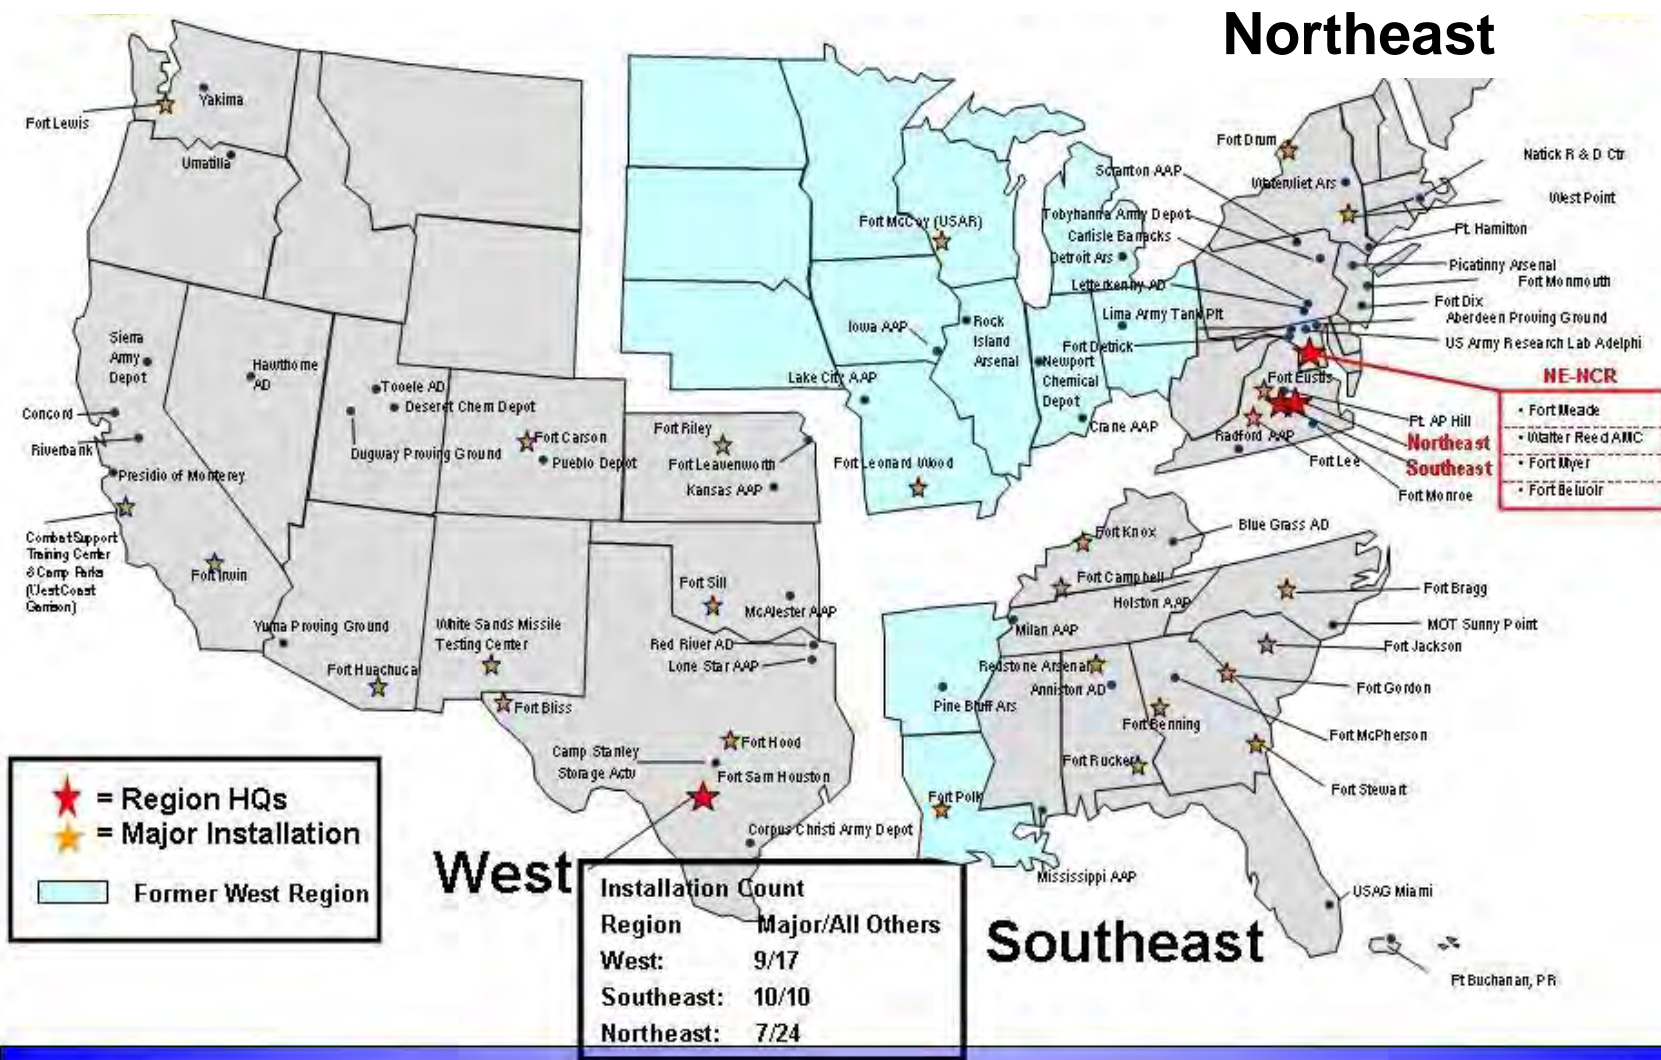 Northeast
Fort Lewis
Yakima
Umatilla
Sierra
Army
Depot
Hawthorne
AD
Concord
Riverbank
Presidio of Monterey
Combat Support
Training Center
& Camp Parks
(West Coast
Garrison)
Fort Irwin
Tooele AD
Deseret Chem Depot
Dugway Proving Ground
Fort Carson
Pueblo Depot
Yuma Proving Ground
Fort Huachuca
White Sands Missile
Testing Center
Fort Bliss
Fort Riley
Fort Leavenworth
Kansas AAP
Fort Sill
McAlester AAP
Red River AD
Lone Star AAP
Fort Hood
Camp Stanley
Storage Actv
Fort Sam Houston
Corpus Christi Army Depot
West
Fort McCoy (USAR)
Iowa AAP
Rock
Island
Arsenal
Lake City AAP
Fort Leonard Wood
Newport
Chemical
Depot
Crane AAP
Detroit Ars
Lima Army Tank Plt
Fort Drum
Watervliet Ars
Scranton AAP
Tobyhanna Army Depot
Carlisle Barracks
Letterkenny AD
Fort Detrick
Natick R & D Ctr
West Point
Ft. Hamilton
Picatinny Arsenal
Fort Monmouth
Fort Dix
Aberdeen Proving Ground
US Army Research Lab Adelphi
Fort Eustis
Ft. AP Hill
Northeast
Southeast
Radford AAP
Fort Lee
Fort Monroe
NE-NCR
• Fort Meade
• Walter Reed AMC
• Fort Myer
• Fort Belvoir
Fort Knox
Blue Grass AD
Fort Campbell
Holston AAP
Milan AAP
Fort Bragg
MOT Sunny Point
Fort Jackson
Fort Gordon
Redstone Arsenal
Anniston AD
Pine Bluff Ars
Fort Benning
Fort McPherson
Fort Rucker
Fort Stewart
Fort Polk
Mississippi AAP
USAG Miami
Ft Buchanan, PR
Southeast
= Region HQs
= Major Installation
Former West Region
Installation Count
Region Major/All Others
West: 9/17
Southeast: 10/10
Northeast: 7/24